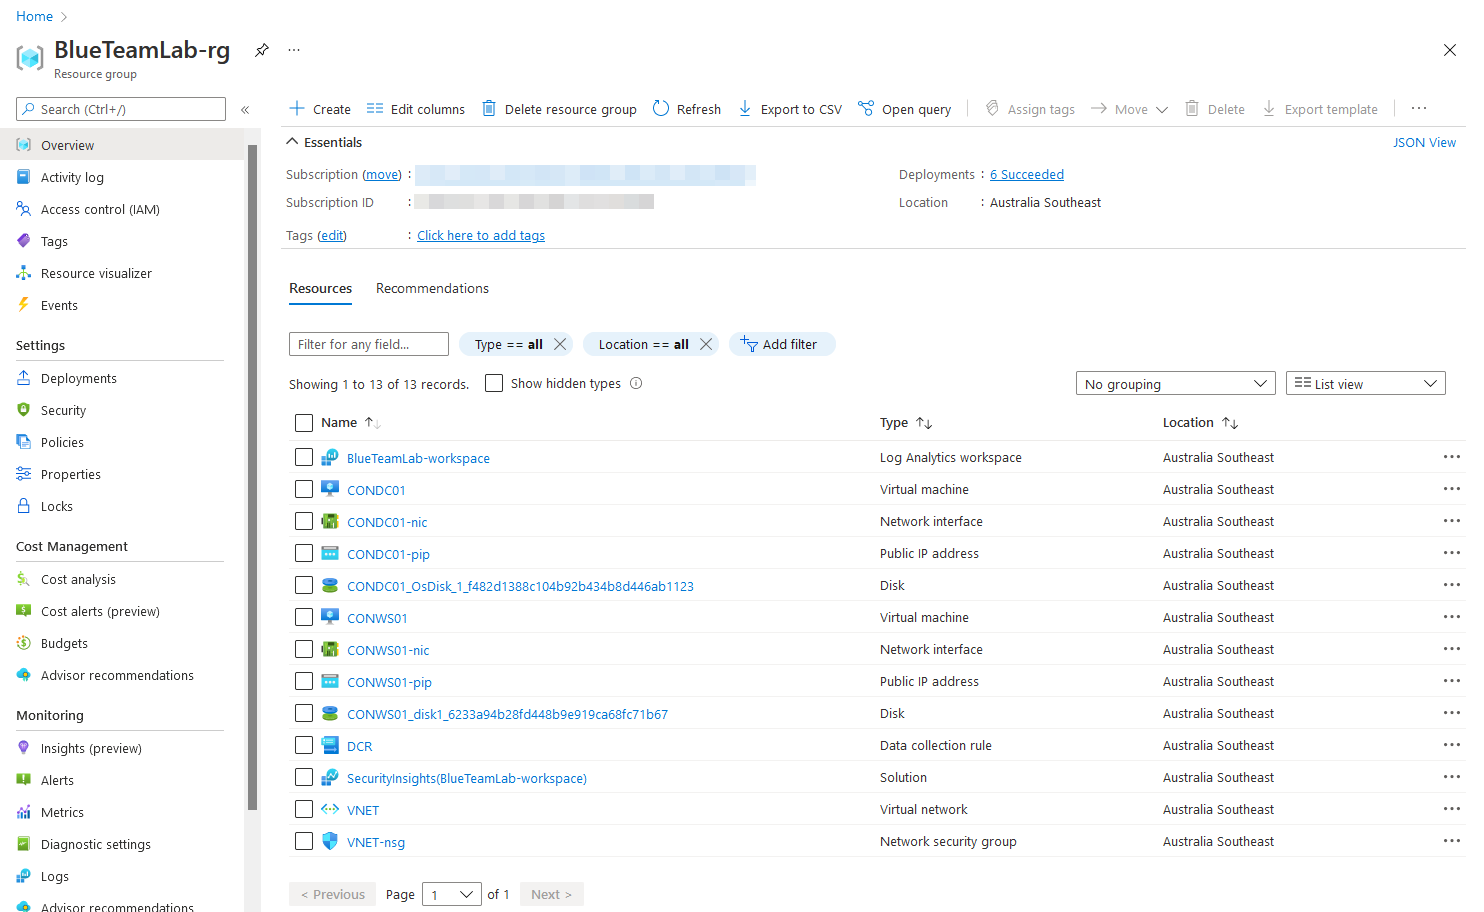 Home >
BlueTeamLab-rg ...
Resource group
Search (Ctrl+/) «
Overview
Activity log
Access control (IAM)
Tags
Resource visualizer
Events
Settings
Deployments
Security
Policies
Properties
Locks
Cost Management
Cost analysis
Cost alerts (preview)
Budgets
Advisor recommendations
Monitoring
Insights (preview)
Alerts
Metrics
Diagnostic settings
Logs
Advisor recommendations
Create Edit columns Delete resource group Refresh Export to CSV Open query Assign tags Move Delete Export template ...
Essentials JSON View
Subscription (move) : Deployments : 6 Succeeded
Subscription ID : Location : Australia Southeast
Tags (edit) : Click here to add tags
Resources Recommendations
Filter for any field... Type == all Location == all Add filter
Showing 1 to 13 of 13 records. Show hidden types No grouping List view
Name Type Location
BlueTeamLab-workspace Log Analytics workspace Australia Southeast ...
CONDC01 Virtual machine Australia Southeast ...
CONDC01-nic Network interface Australia Southeast ...
CONDC01-pip Public IP address Australia Southeast ...
CONDC01_OsDisk_1_f482d1388c104b92b434b8d446ab1123 Disk Australia Southeast ...
CONWS01 Virtual machine Australia Southeast ...
CONWS01-nic Network interface Australia Southeast ...
CONWS01-pip Public IP address Australia Southeast ...
CONWS01_disk1_6233a94b28fd448b9e919ca68fc71b67 Disk Australia Southeast ...
DCR Data collection rule Australia Southeast ...
SecurityInsights(BlueTeamLab-workspace) Solution Australia Southeast ...
VNET Virtual network Australia Southeast ...
VNET-nsg Network security group Australia Southeast ...
< Previous Page 1 of 1 Next >